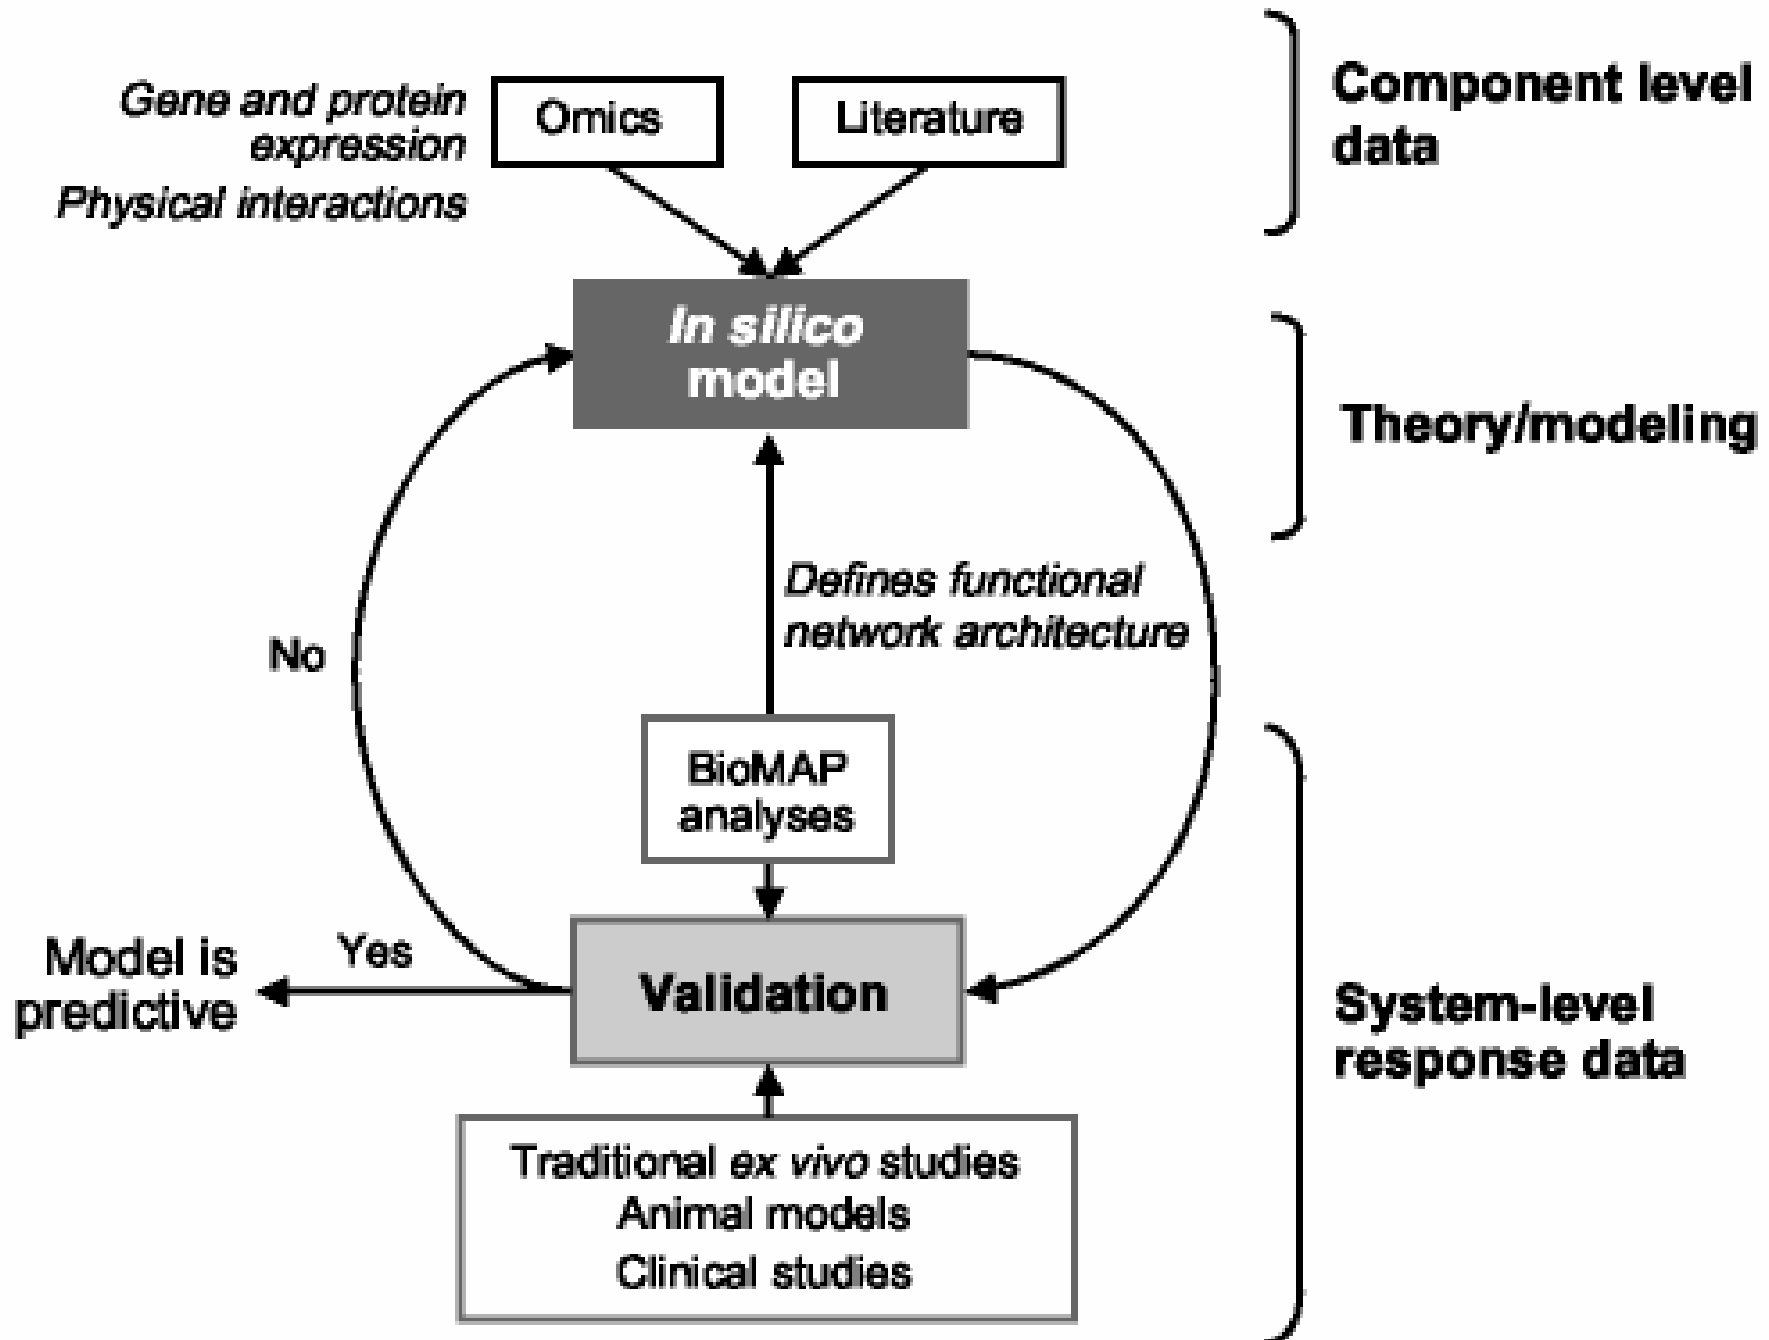 Gene and protein
expression
Physical interactions
Omics
Literature
Component level
data
In silico
model
Theory/modeling
Defines functional
network architecture
No
BioMAP
analyses
Yes
Model is
predictive
Validation
System-level
response data
Traditional ex vivo studies
Animal models
Clinical studies